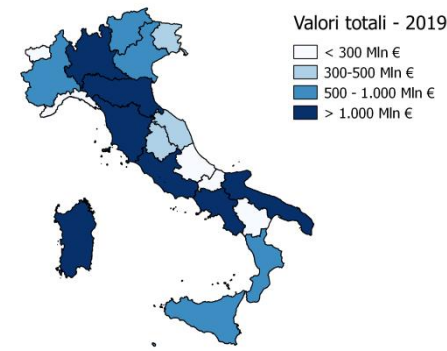 Valori totali - 2019
< 300 Mln €
300-500 Mln €
500 - 1.000 Mln €
> 1.000 Mln €